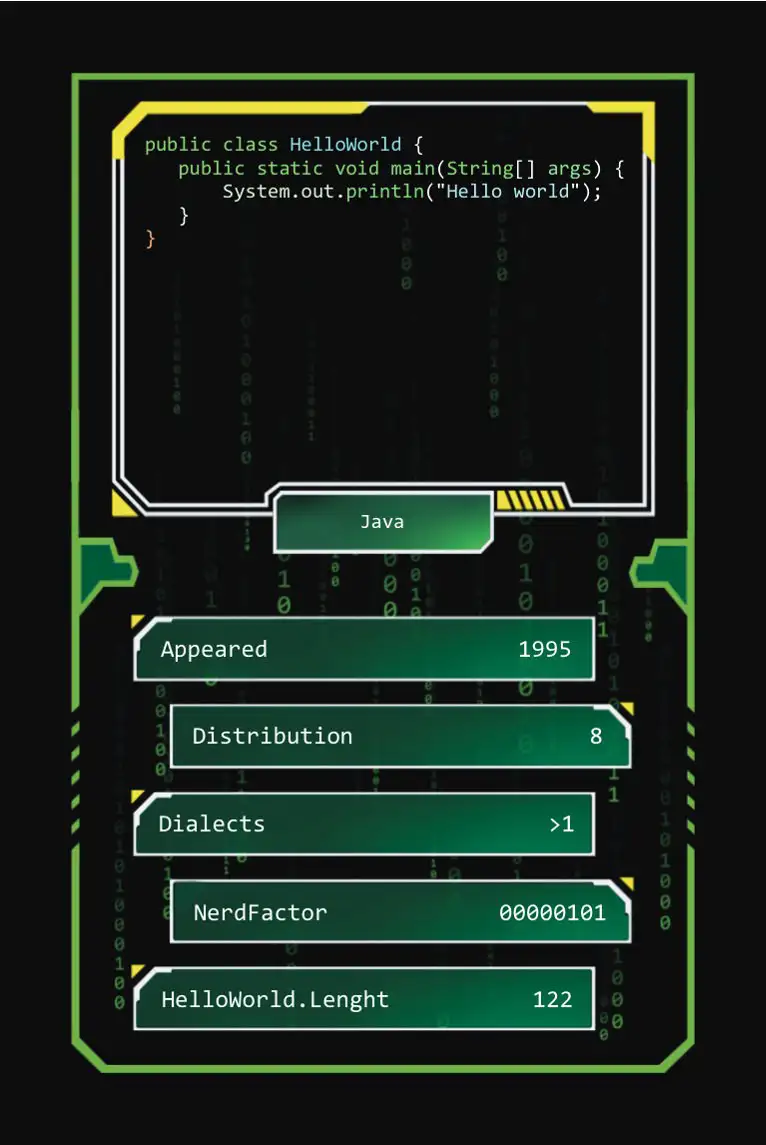 public class HelloWorld {
   public static void main(String[] args) {
       System.out.println("Hello world");
   }
}
Java
Appeared 1995
Distribution 8
Dialects >1
NerdFactor 00000101
HelloWorld.Lenght 122